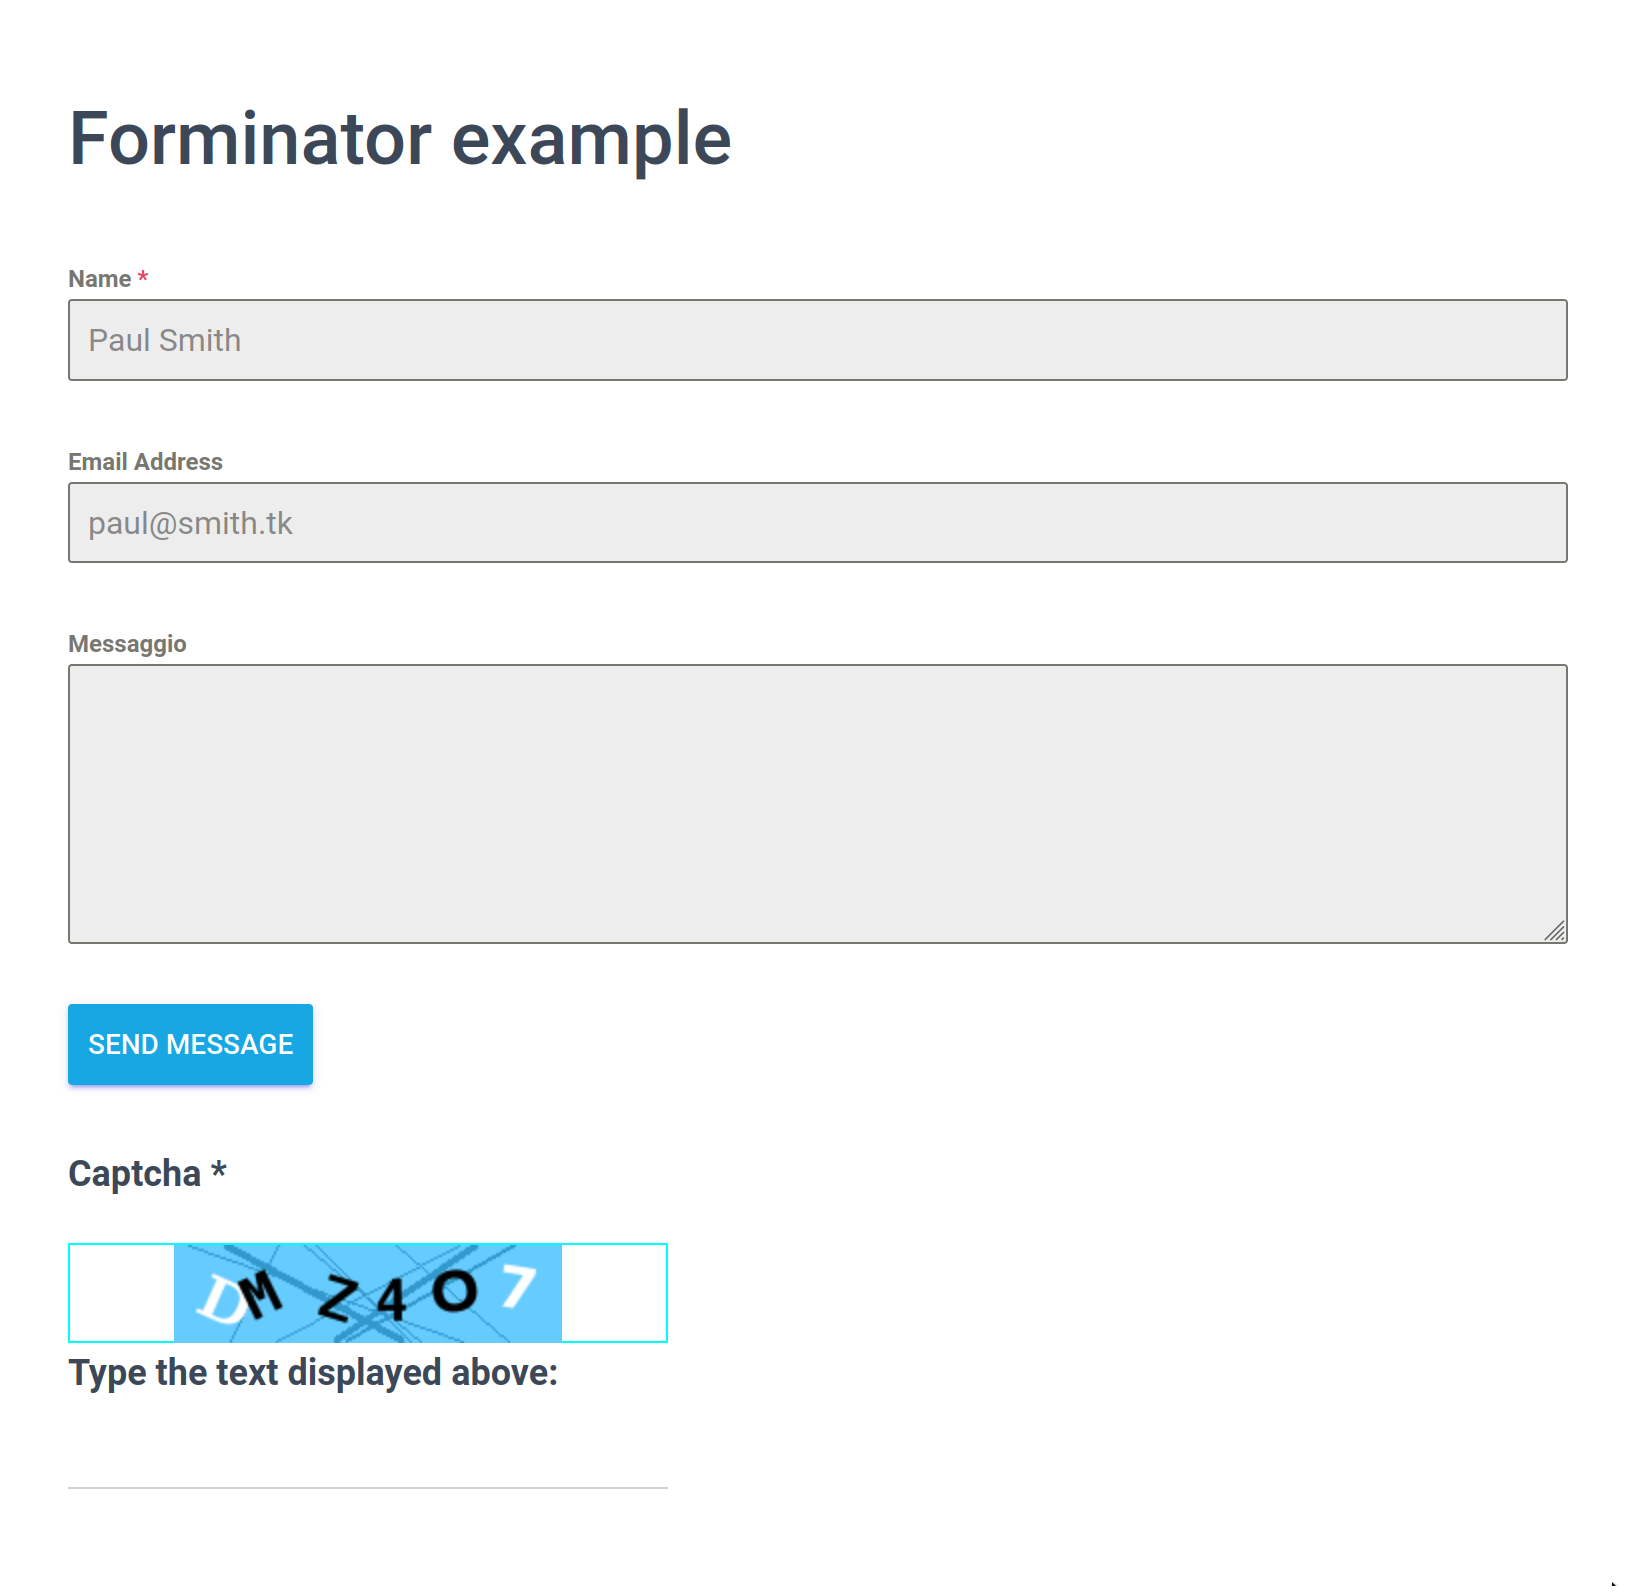 Forminator example
Name *
Paul Smith
Email Address
paul@smith.tk
Messaggio
SEND MESSAGE
Captcha *
DMZ4O7
Type the text displayed above: